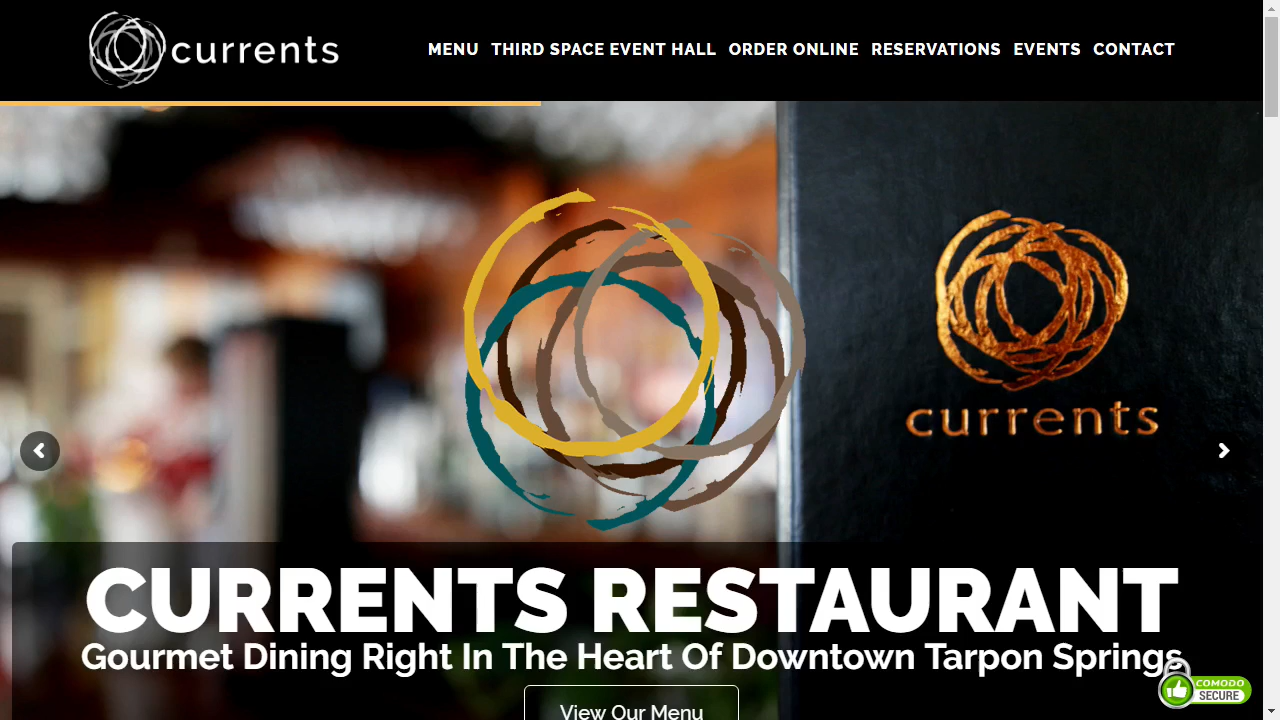 currents
MENU THIRD SPACE EVENT HALL ORDER ONLINE RESERVATIONS EVENTS CONTACT
currents
CURRENTS RESTAURANT
Gourmet Dining Right In The Heart Of Downtown Tarpon Springs
COMODO
SECURE
View Our Menu